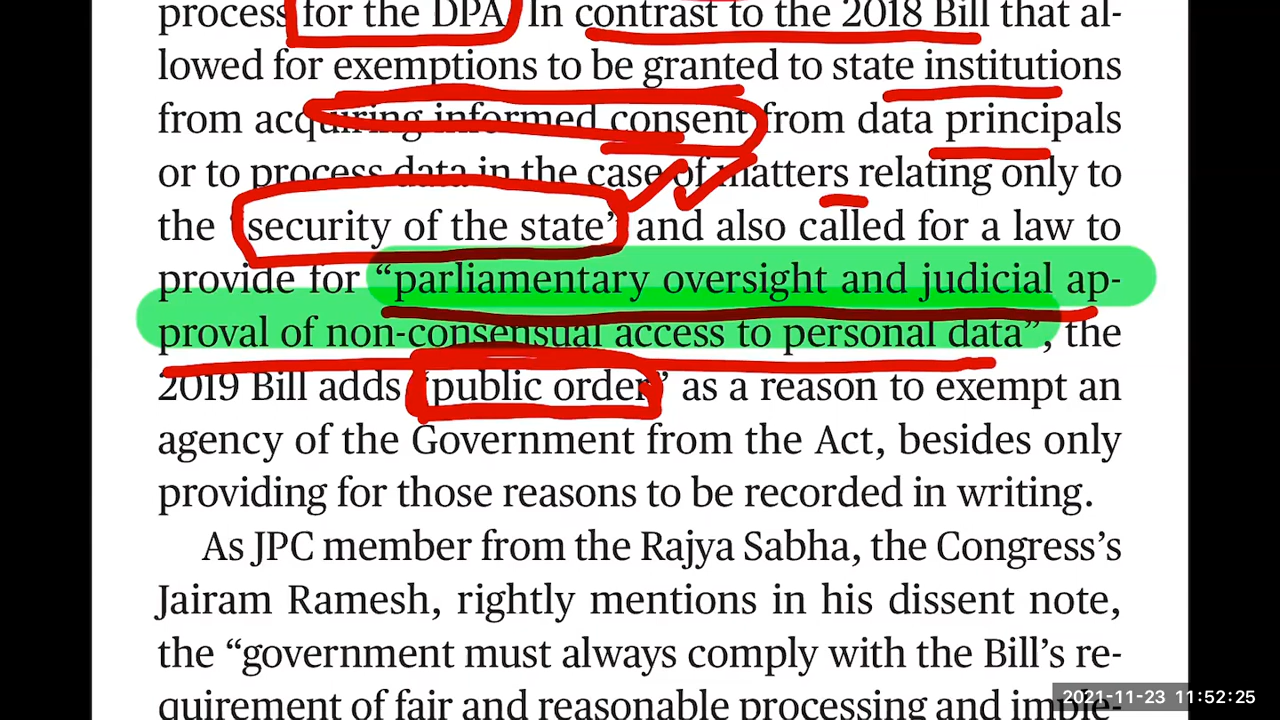 process for the DPA. In contrast to the 2018 Bill that al-
lowed for exemptions to be granted to state institutions
from acquiring informed consent from data principals
or to process data in the case of matters relating only to
the “security of the state” and also called for a law to
provide for “parliamentary oversight and judicial ap-
proval of non-consensual access to personal data”, the
2019 Bill adds “public order” as a reason to exempt an
agency of the Government from the Act, besides only
providing for those reasons to be recorded in writing.
As JPC member from the Rajya Sabha, the Congress’s
Jairam Ramesh, rightly mentions in his dissent note,
the “government must always comply with the Bill’s re-
quirement of fair and reasonable processing and imple-
2021-11-23 11:52:25